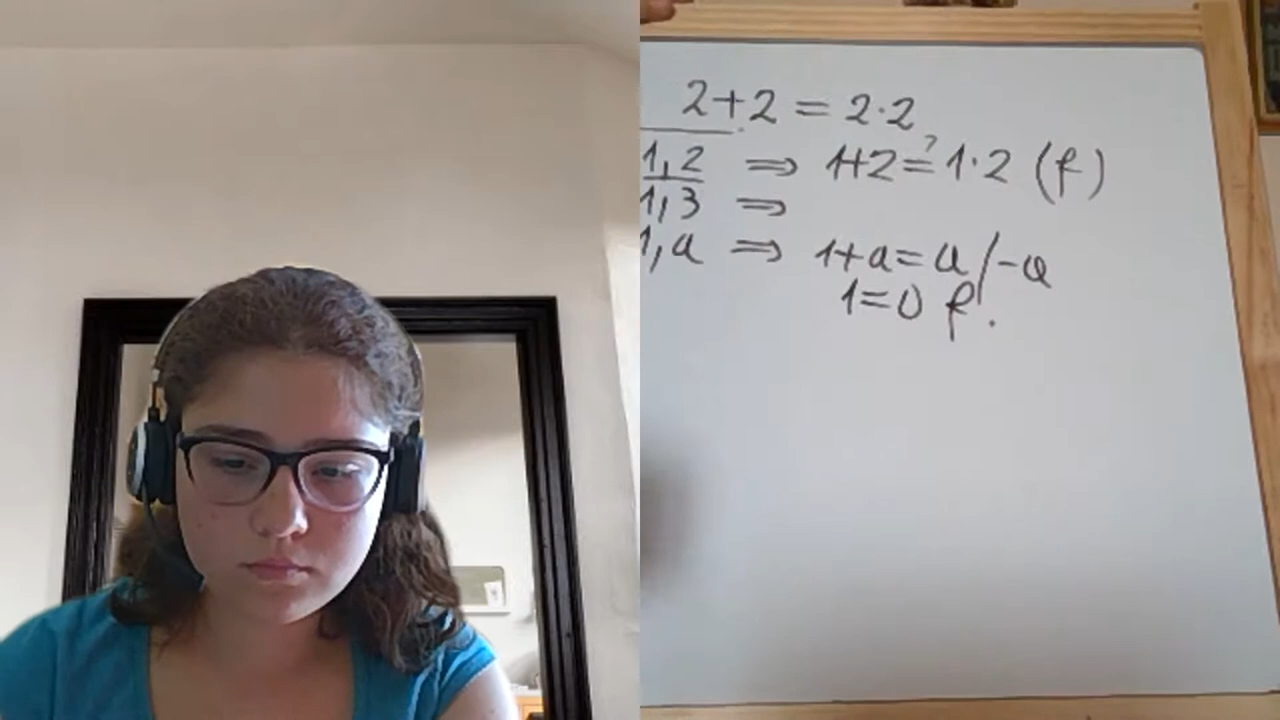 2+2 = 2·2
1,2 ⇒ 1+2 =? 1·2 (f)
1,3 ⇒
1,a ⇒ 1+a=a /-a
1=0 f.